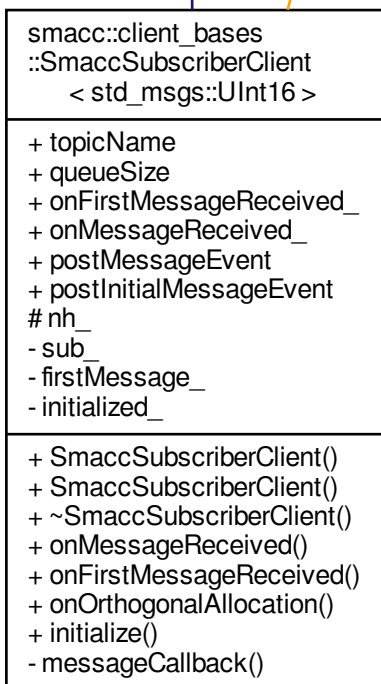 smacc::client_bases
::SmaccSubscriberClient
< std_msgs::UInt16 >
+ topicName
+ queueSize
+ onFirstMessageReceived_
+ onMessageReceived_
+ postMessageEvent
+ postInitialMessageEvent
# nh_
- sub_
- firstMessage_
- initialized_
+ SmaccSubscriberClient()
+ SmaccSubscriberClient()
+ ~SmaccSubscriberClient()
+ onMessageReceived()
+ onFirstMessageReceived()
+ onOrthogonalAllocation()
+ initialize()
- messageCallback()